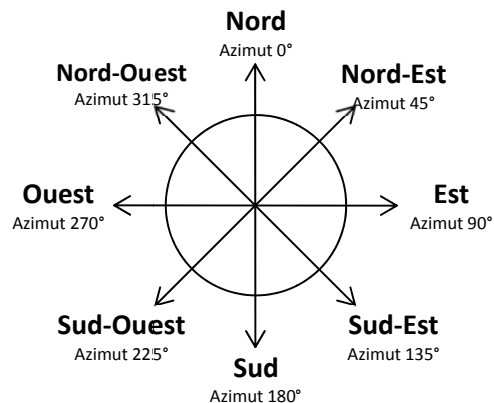 Nord
Azimut 0°
Nord-Ouest
Azimut 315°
Nord-Est
Azimut 45°
Ouest
Azimut 270°
Est
Azimut 90°
Sud-Ouest
Azimut 225°
Sud-Est
Azimut 135°
Sud
Azimut 180°